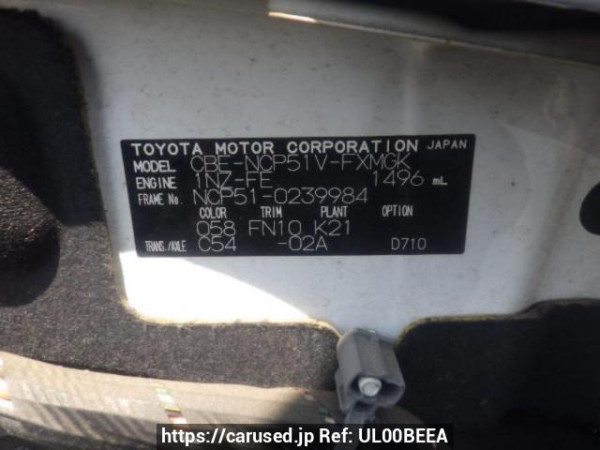 TOYOTA MOTOR CORPORATION JAPAN
MODEL CBE-NCP51V-FXMGK
ENGINE 1NZ-FE 1496 mL
FRAME No. NCP51-0239984
COLOR TRIM PLANT OPTION
058 FN10 K21
TRANS./AXLE C54 -02A D710
https://carused.jp Ref: UL00BEEA